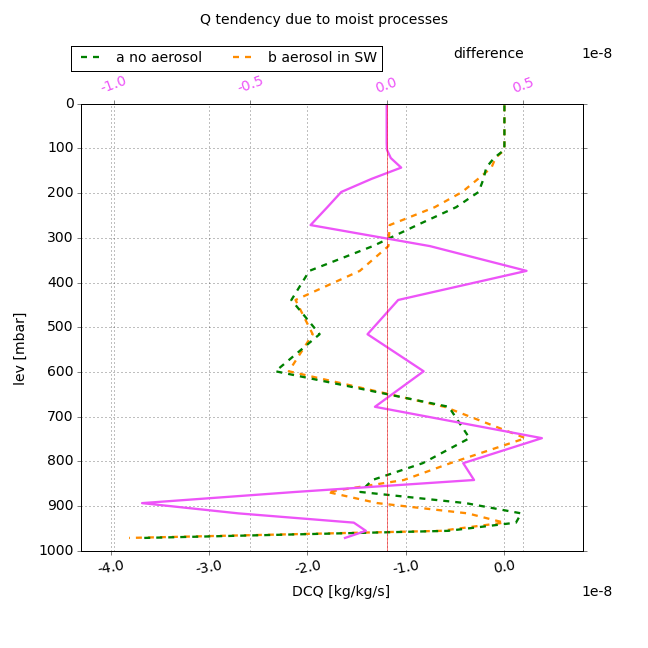 Q tendency due to moist processes
a no aerosol b aerosol in SW difference 1e-8
-1.0 -0.5 0.0 0.5
0
100
200
300
400
500
600
700
800
900
1000
lev [mbar]
-4.0 -3.0 -2.0 -1.0 0.0
DCQ [kg/kg/s] 1e-8